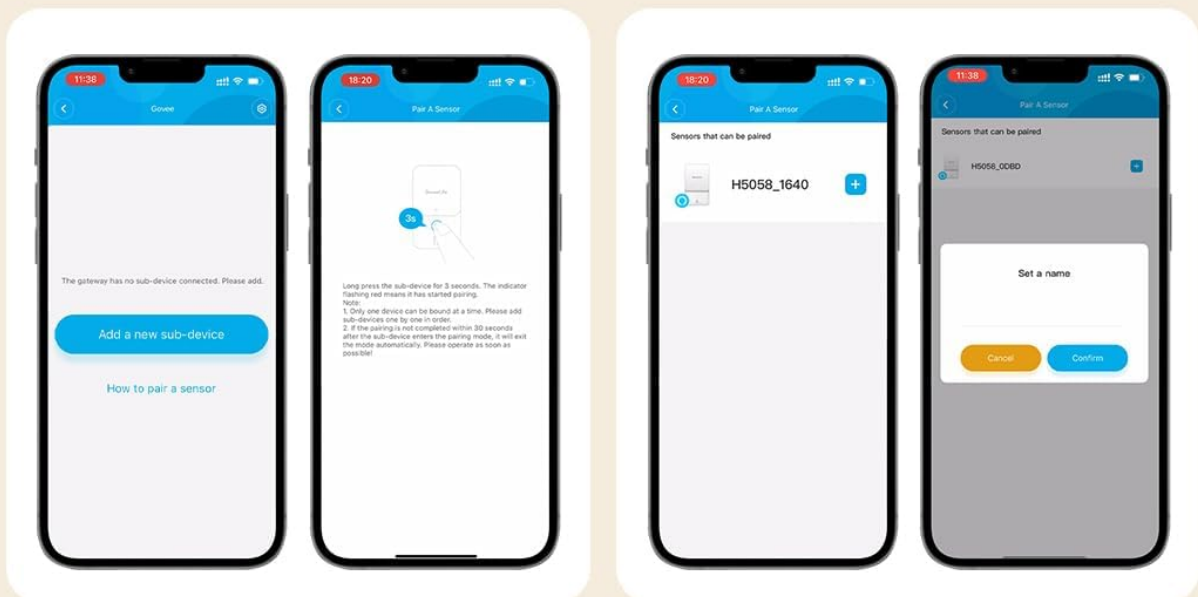 11:38
Govee
The gateway has no sub-device connected. Please add.
Add a new sub-device
How to pair a sensor
18:20
Pair A Sensor
3s
Long press the sub-device for 3 seconds. The indicator
flashing red means it has started pairing.
Note:
1. Only one device can be bound at a time. Please add
sub-devices one by one in order.
2. If the pairing is not completed within 30 seconds
after the sub-device enters the pairing mode, it will exit
the mode automatically. Please operate as soon as
possible!
18:20
Pair A Sensor
Sensors that can be paired
H5058_1640
11:38
Pair A Sensor
Sensors that can be paired
H5058_0DBD
Set a name
Cancel
Confirm